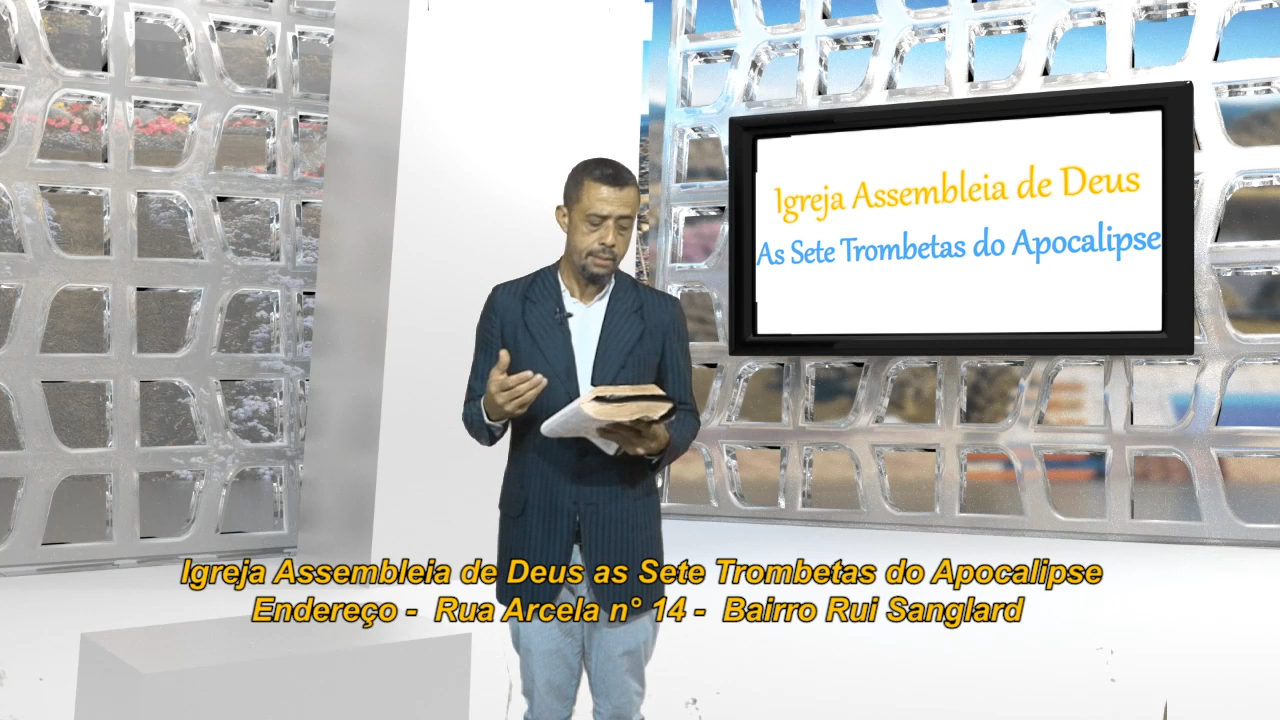 Igreja Assembleia de Deus
As Sete Trombetas do Apocalipse
Igreja Assembleia de Deus as Sete Trombetas do Apocalipse
Endereço - Rua Arcela n° 14 - Bairro Rui Sanglard